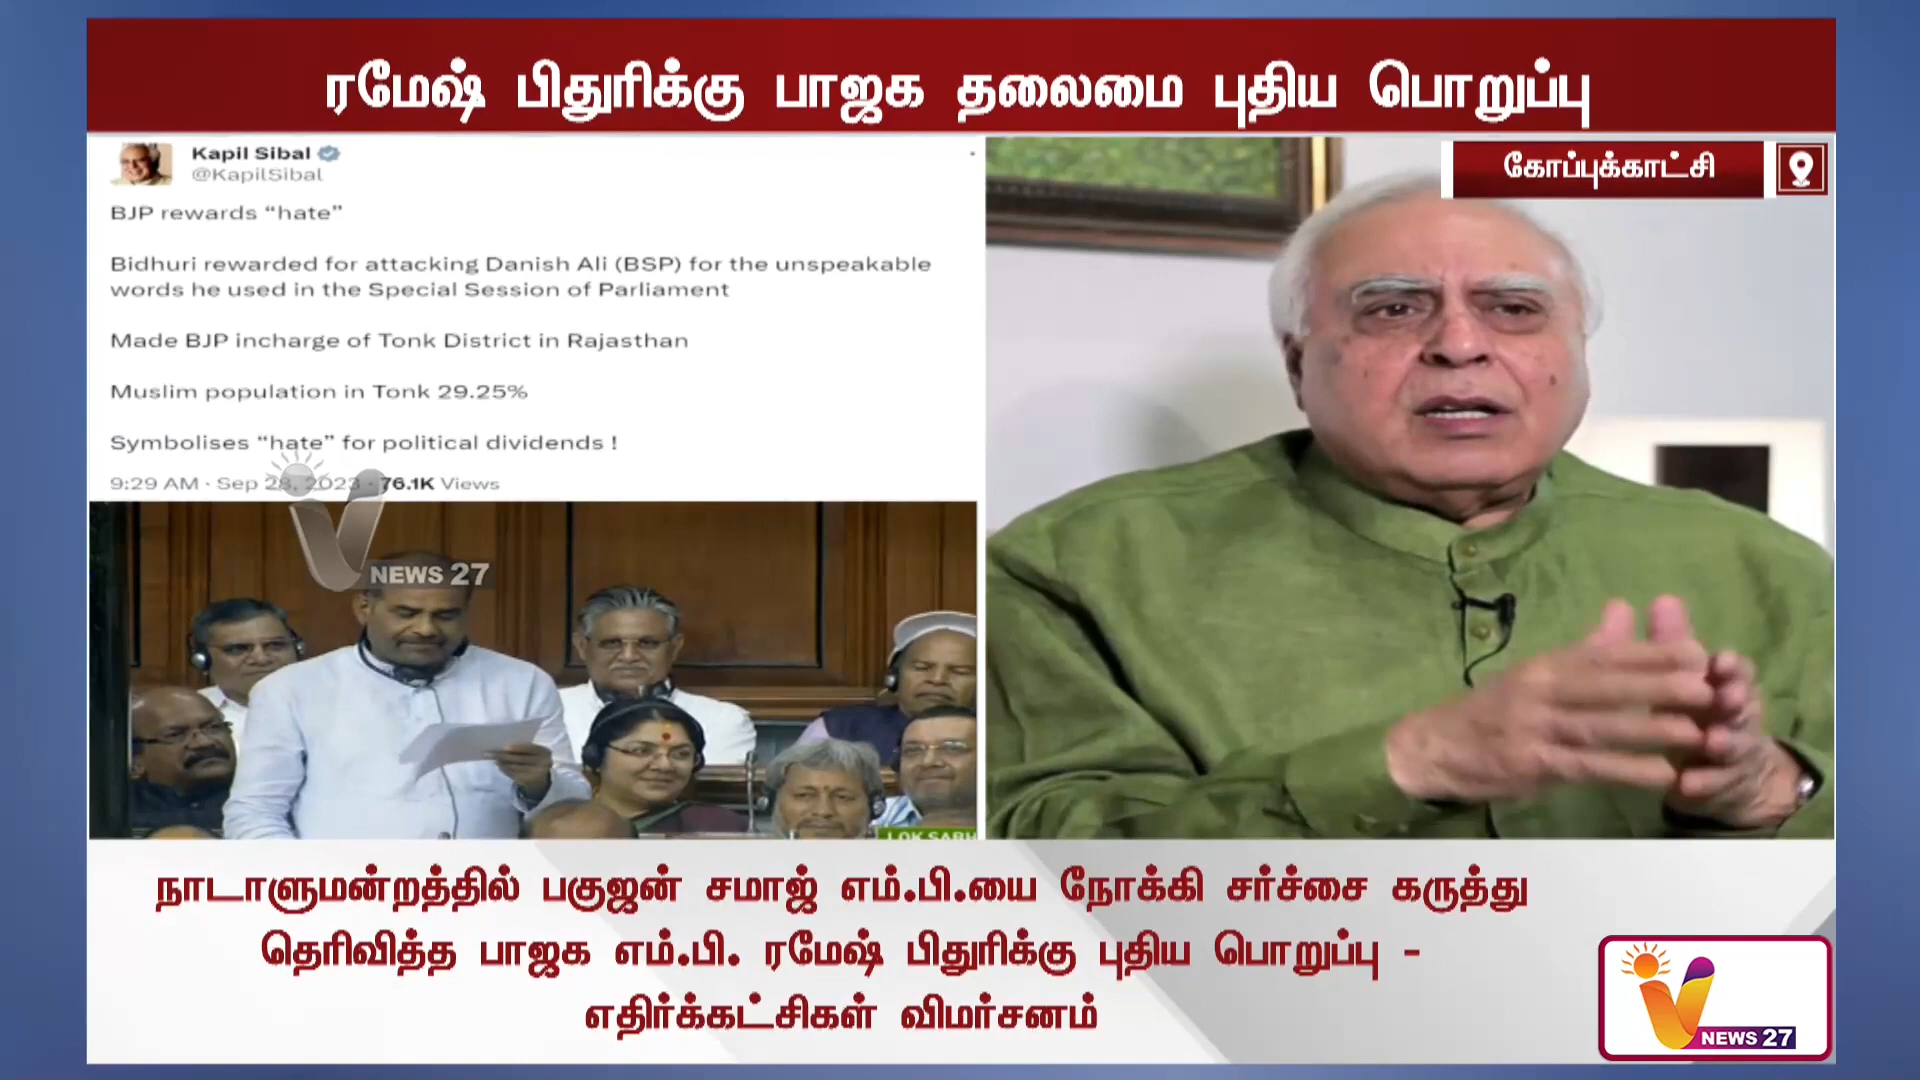 ரமேஷ் பிதுரிக்கு பாஜக தலைமை புதிய பொறுப்பு
Kapil Sibal
@KapilSibal
BJP rewards “hate”
Bidhuri rewarded for attacking Danish Ali (BSP) for the unspeakable
words he used in the Special Session of Parliament
Made BJP incharge of Tonk District in Rajasthan
Muslim population in Tonk 29.25%
Symbolises “hate” for political dividends !
9:29 AM · Sep 28, 2023 · 76.1K Views
கோப்புக்காட்சி
NEWS 27
LOK SABH
நாடாளுமன்றத்தில் பகுஜன் சமாஜ் எம்.பி.யை நோக்கி சர்ச்சை கருத்து
தெரிவித்த பாஜக எம்.பி. ரமேஷ் பிதுரிக்கு புதிய பொறுப்பு -
எதிர்க்கட்சிகள் விமர்சனம்
NEWS 27